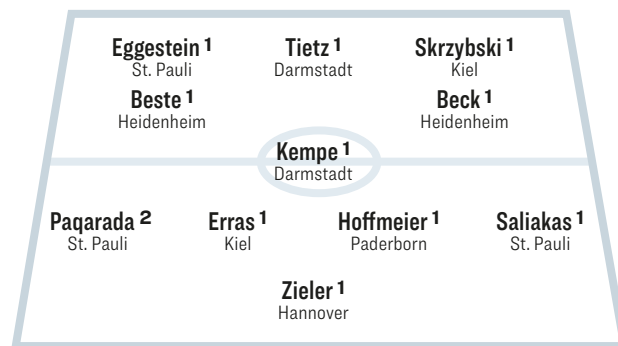 Eggestein 1 Tietz 1 Skrzybski 1
St. Pauli Darmstadt Kiel
Beste 1 Beck 1
Heidenheim Heidenheim
Kempe 1
Darmstadt
Paqarada 2 Erras 1 Hoffmeier 1 Saliakas 1
St. Pauli Kiel Paderborn St. Pauli
Zieler 1
Hannover